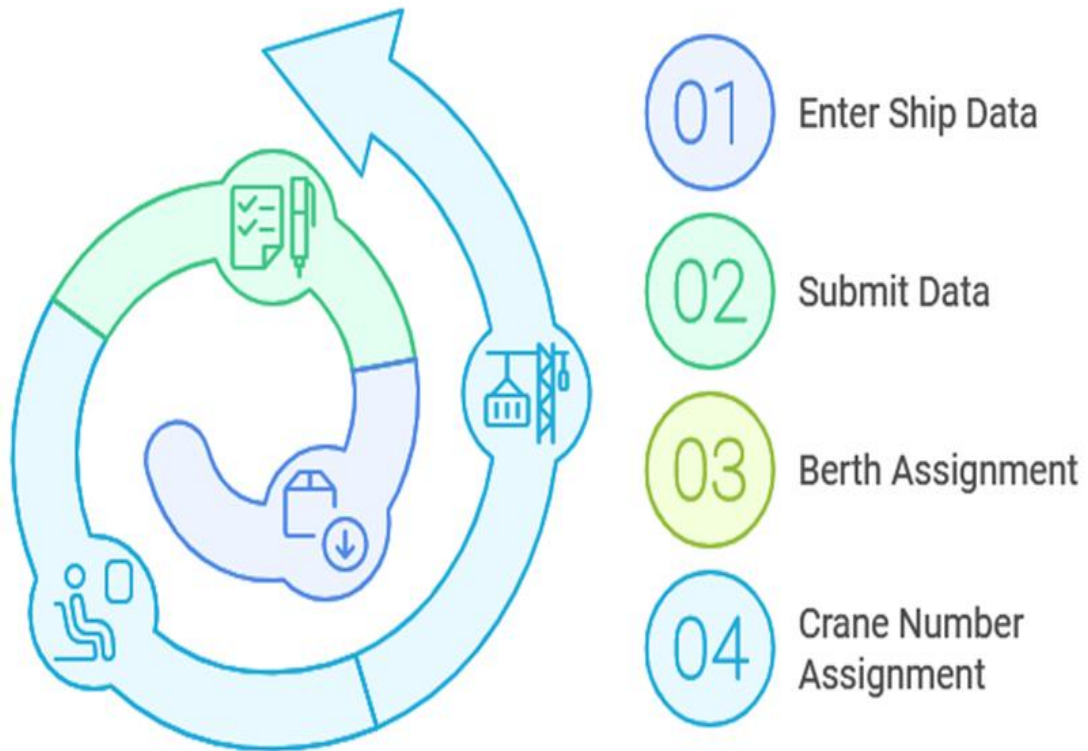 01
Enter Ship Data
02
Submit Data
03
Berth Assignment
04
Crane Number
Assignment